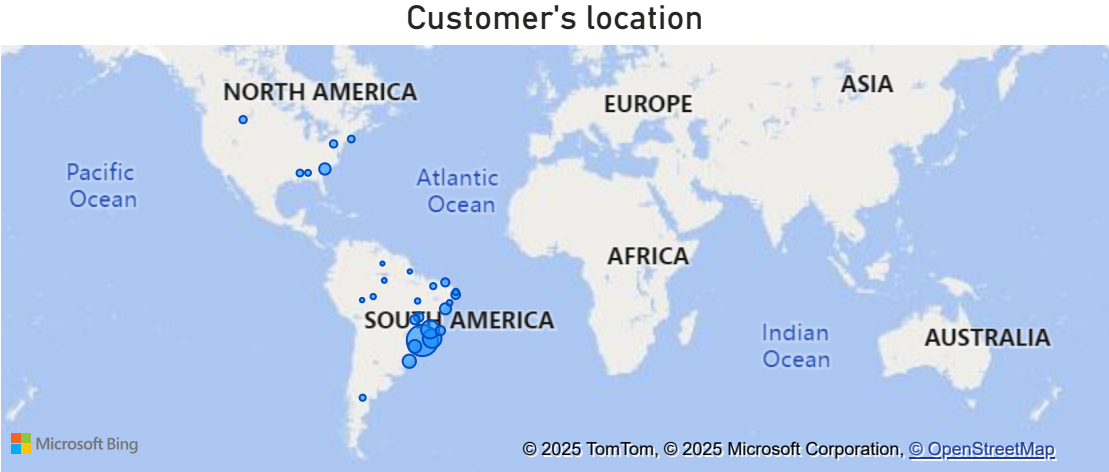 Customer's location
NORTH AMERICA
EUROPE
ASIA
Pacific
Ocean
Atlantic
Ocean
AFRICA
SOUTH AMERICA
Indian
Ocean
AUSTRALIA
Microsoft Bing
© 2025 TomTom, © 2025 Microsoft Corporation, © OpenStreetMap